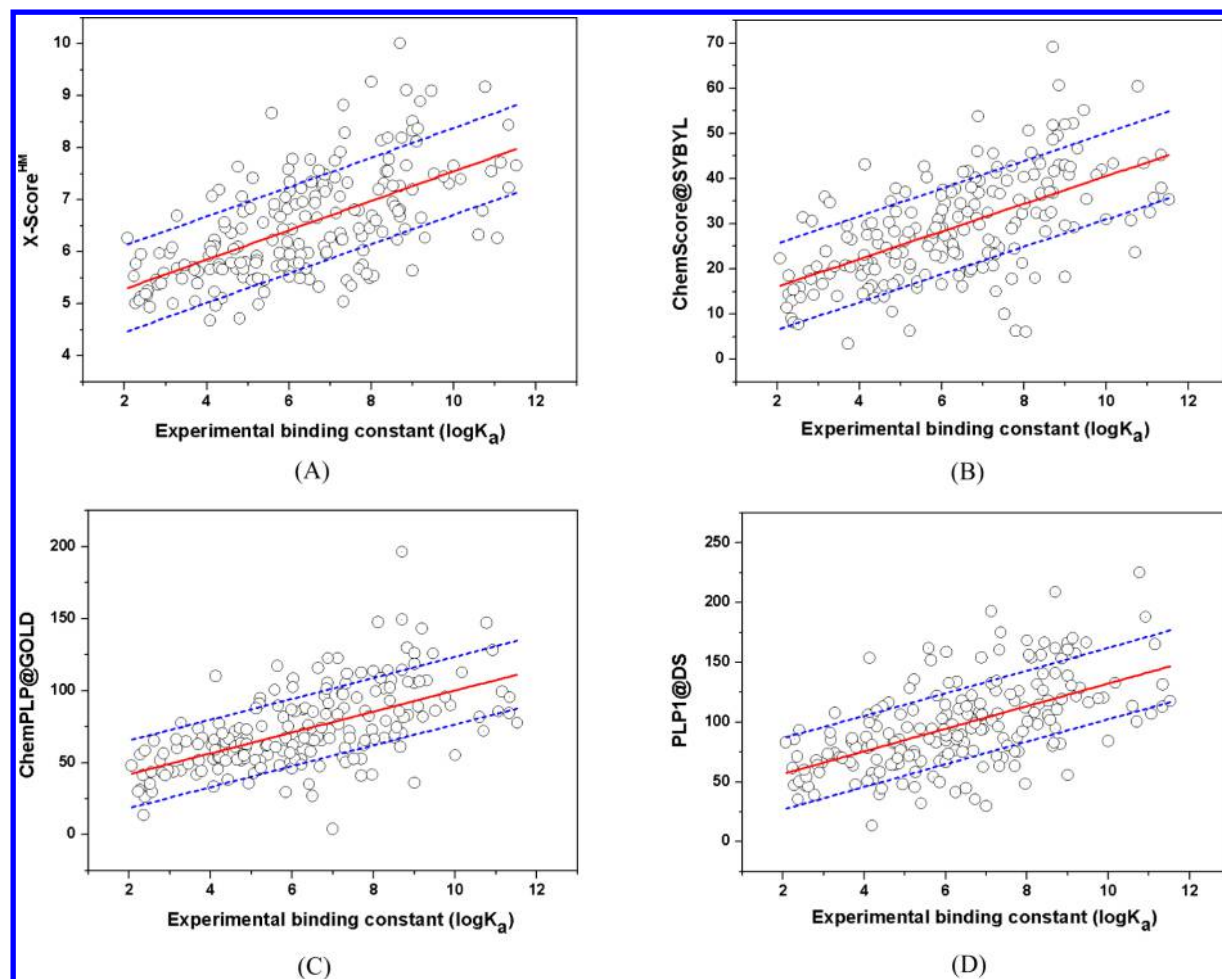 10
9
8
7
6
5
4
X-Score^HM
2 4 6 8 10 12
Experimental binding constant (logK_a)
(A)
70
60
50
40
30
20
10
0
ChemScore@SYBYL
2 4 6 8 10 12
Experimental binding constant (logK_a)
(B)
200
150
100
50
0
ChemPLP@GOLD
2 4 6 8 10 12
Experimental binding constant (logK_a)
(C)
250
200
150
100
50
0
PLP1@DS
2 4 6 8 10 12
Experimental binding constant (logK_a)
(D)